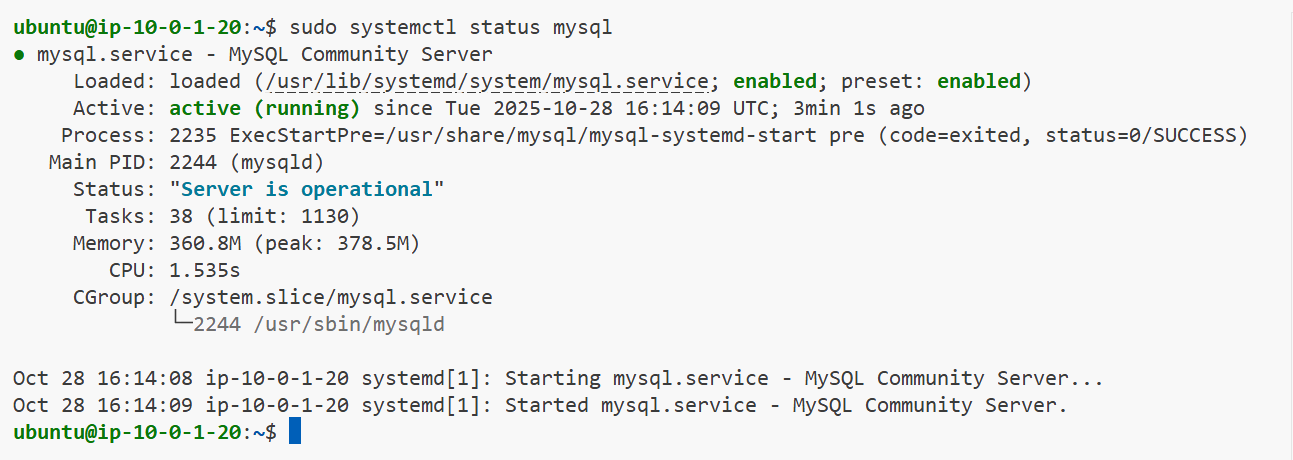 ubuntu@ip-10-0-1-20:~$ sudo systemctl status mysql
● mysql.service - MySQL Community Server
     Loaded: loaded (/usr/lib/systemd/system/mysql.service; enabled; preset: enabled)
     Active: active (running) since Tue 2025-10-28 16:14:09 UTC; 3min 1s ago
    Process: 2235 ExecStartPre=/usr/share/mysql/mysql-systemd-start pre (code=exited, status=0/SUCCESS)
   Main PID: 2244 (mysqld)
     Status: "Server is operational"
      Tasks: 38 (limit: 1130)
     Memory: 360.8M (peak: 378.5M)
        CPU: 1.535s
     CGroup: /system.slice/mysql.service
             └─2244 /usr/sbin/mysqld

Oct 28 16:14:08 ip-10-0-1-20 systemd[1]: Starting mysql.service - MySQL Community Server...
Oct 28 16:14:09 ip-10-0-1-20 systemd[1]: Started mysql.service - MySQL Community Server.
ubuntu@ip-10-0-1-20:~$